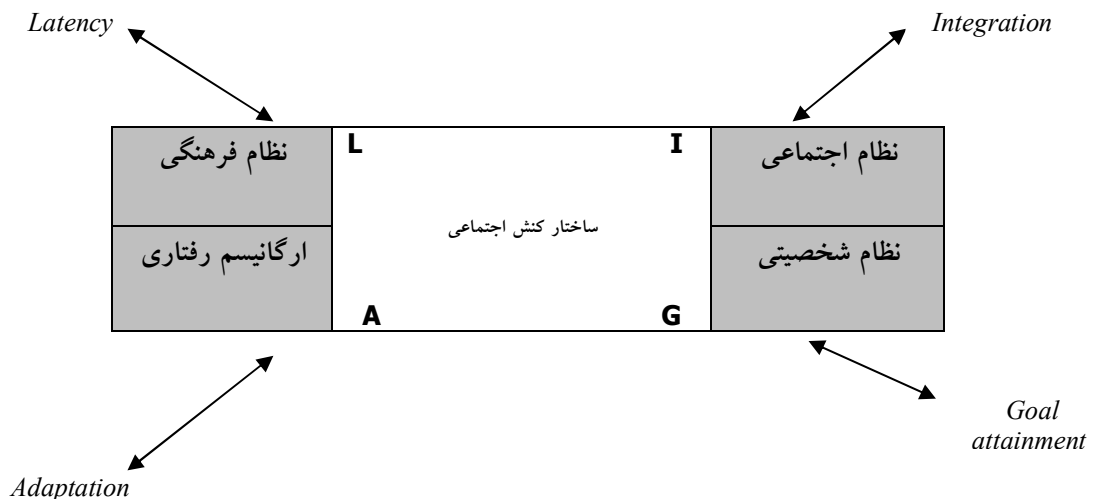 Latency
Integration
نظام فرهنگی
L
I
نظام اجتماعی
ساختار کنش اجتماعی
ارگانیسم رفتاری
نظام شخصیتی
A
G
Goal
attainment
Adaptation